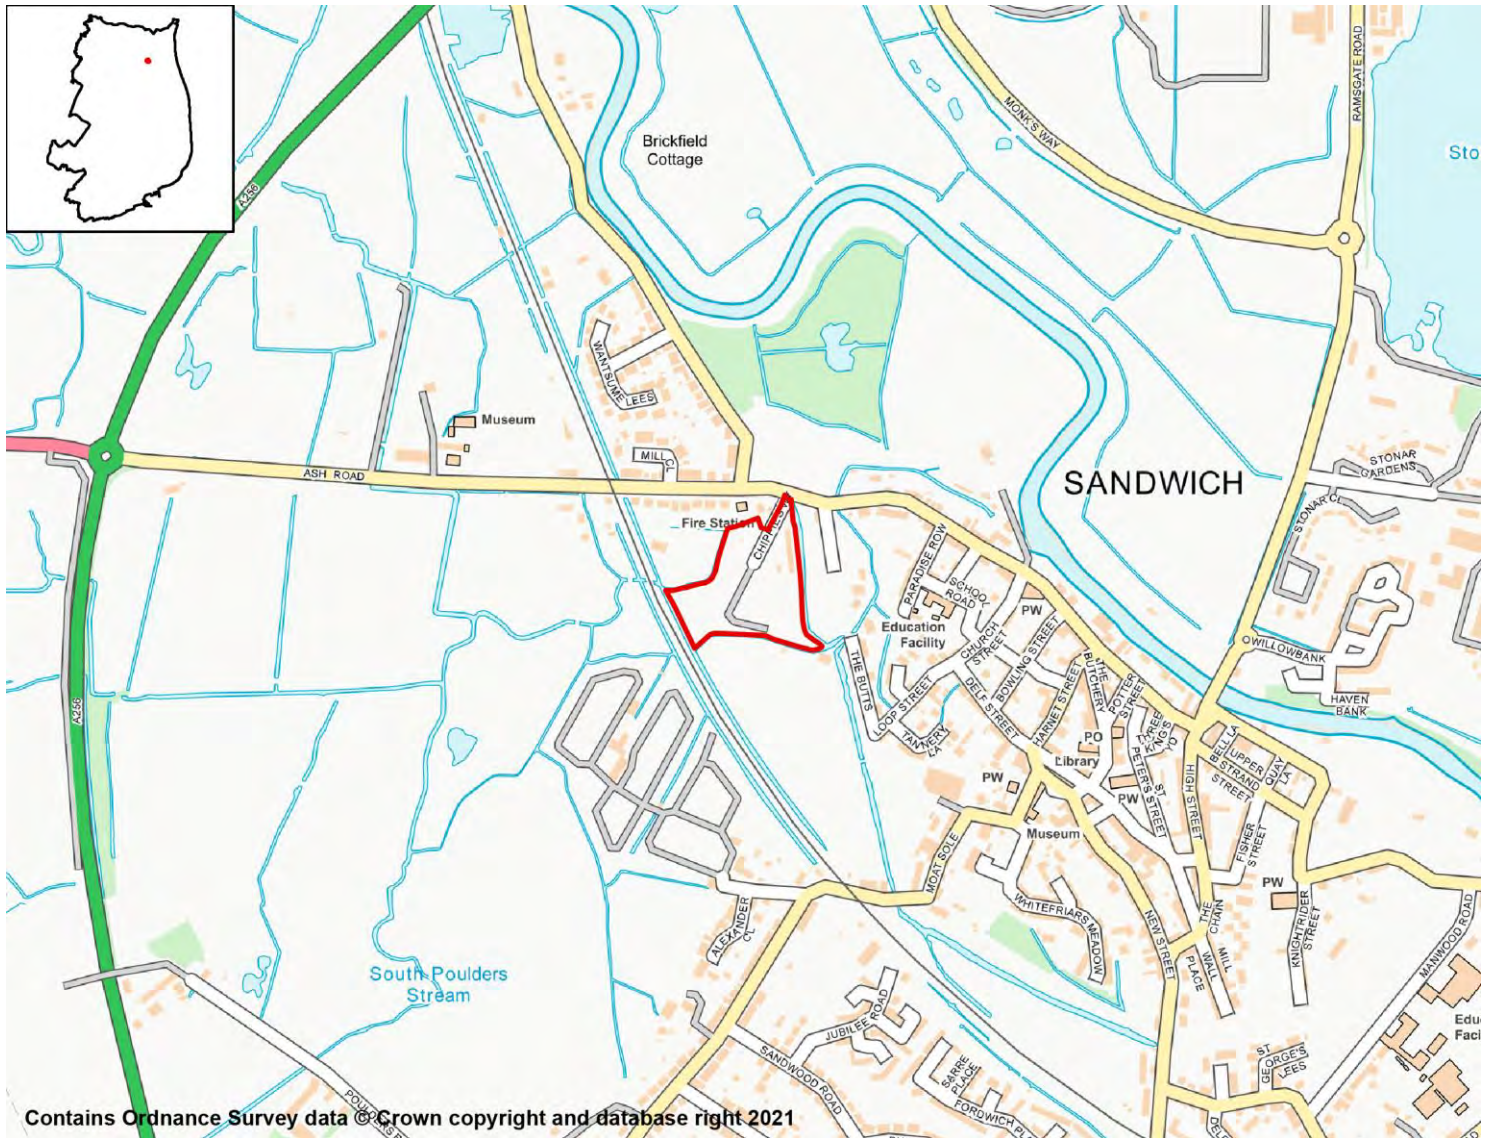 RAMSGATE ROAD
MONK'S WAY
Brickfield
Cottage
Sto
A256
WANTSUME
LEES
Museum
MILL CL
ASH ROAD
STONAR
GARDENS
SANDWICH
STONAR CL
Fire Station
PARADISE ROW
SCHOOL
ROAD
PW
Education
Facility
CHURCH
STREET
BOWLING STREET
WILLOWBANK
THE BUTTS
DELF STREET
HARNET STREET
THE
BUTCHERY
POTTER
STREET
HAVEN
BANK
LOOP STREET
TANNERY
LA
A256
PO
BELL LA
UPPER
STRAND
STREET
QUAY
LA
Library
PW
ST
PETER'S STREET
HIGH STREET
PW
Museum
FISHER
STREET
MOAT SOLE
PW
WHITEFRIARS MEADOW
NEW STREET
THE
CHAIN
MILL
WALL
PLACE
KNIGHTRIDER
STREET
MANWOOD ROAD
ALEXANDER
CL
South Poulders
Stream
JUBILEE ROAD
Edu
Faci
SANDWOOD ROAD
SARRE
PLACE
ST
GEORGE'S
LEES
FORDWICH PL
Contains Ordnance Survey data © Crown copyright and database right 2021